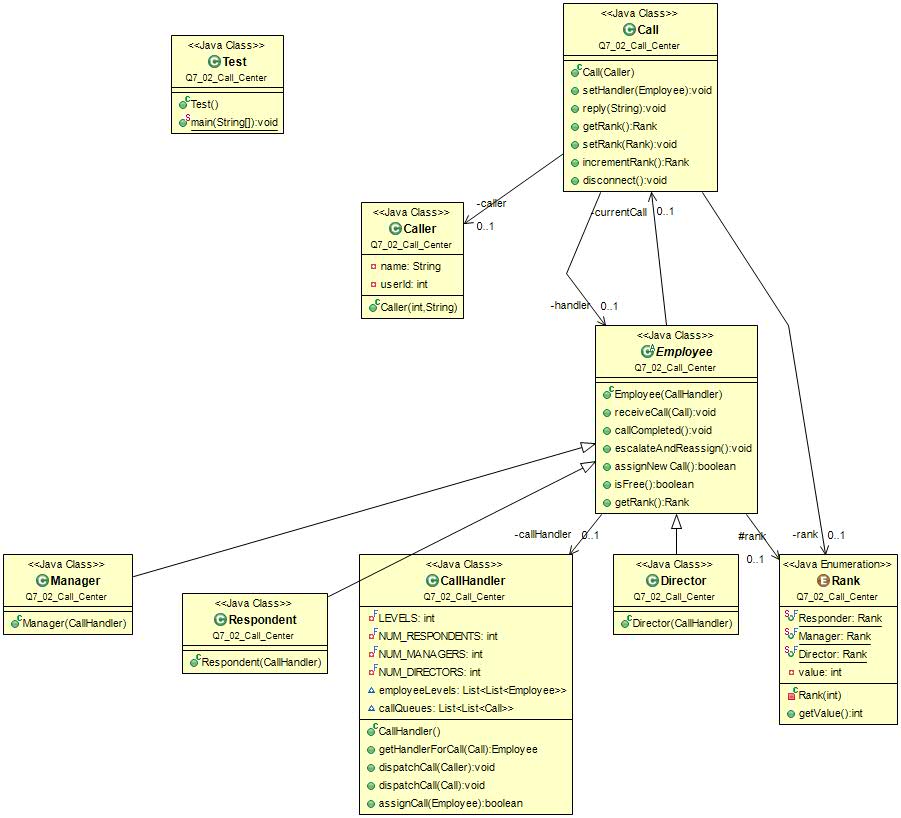 <<Java Class>>
Test
Q7_02_Call_Center
Test()
main(String[]):void
<<Java Class>>
Call
Q7_02_Call_Center
Call(Caller)
setHandler(Employee):void
reply(String):void
getRank():Rank
setRank(Rank):void
incrementRank():Rank
disconnect():void
-caller
0..1
<<Java Class>>
Caller
Q7_02_Call_Center
name: String
userId: int
Caller(int,String)
-currentCall
0..1
-handler
0..1
<<Java Class>>
Employee
Q7_02_Call_Center
Employee(CallHandler)
receiveCall(Call):void
callCompleted():void
escalateAndReassign():void
assignNewCall():boolean
isFree():boolean
getRank():Rank
-callHandler
0..1
#rank
0..1
-rank
0..1
<<Java Class>>
Manager
Q7_02_Call_Center
Manager(CallHandler)
<<Java Class>>
Respondent
Q7_02_Call_Center
Respondent(CallHandler)
<<Java Class>>
CallHandler
Q7_02_Call_Center
LEVELS: int
NUM_RESPONDENTS: int
NUM_MANAGERS: int
NUM_DIRECTORS: int
employeeLevels: List<List<Employee>>
callQueues: List<List<Call>>
CallHandler()
getHandlerForCall(Call):Employee
dispatchCall(Caller):void
dispatchCall(Call):void
assignCall(Employee):boolean
<<Java Class>>
Director
Q7_02_Call_Center
Director(CallHandler)
<<Java Enumeration>>
Rank
Q7_02_Call_Center
Responder: Rank
Manager: Rank
Director: Rank
value: int
Rank(int)
getValue():int